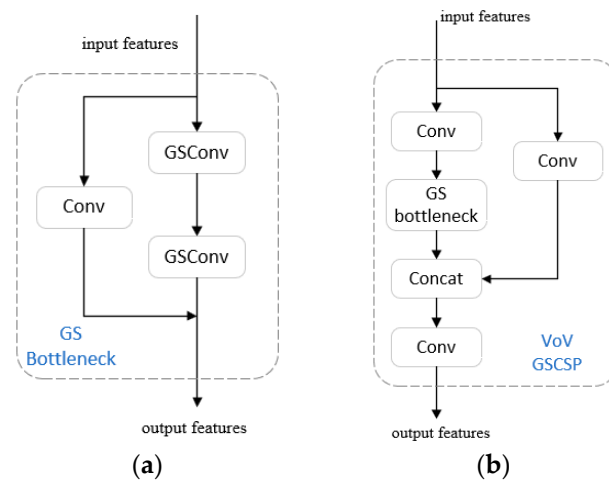 input features
GSConv
Conv
GSConv
GS
Bottleneck
output features
(a)
input features
Conv
Conv
GS
bottleneck
Concat
Conv
VoV
GSCSP
output features
(b)